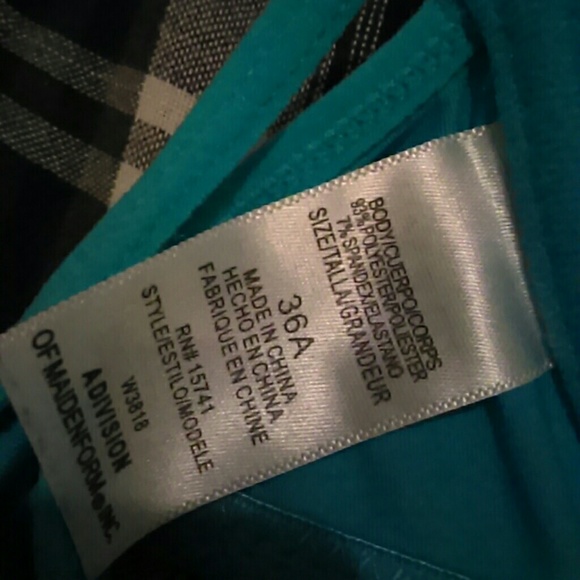 BODY/CUERPO/CORPS
93% POLYESTER/POLIESTER
7% SPANDEX/ELASTANO
SIZE/TALLA/GRANDEUR
36A
MADE IN CHINA
HECHO EN CHINA
FABRIQUE EN CHINE
RN# 15741
STYLE/ESTILO/MODELE
W3818
A DIVISION
OF MAIDENFORM® INC.